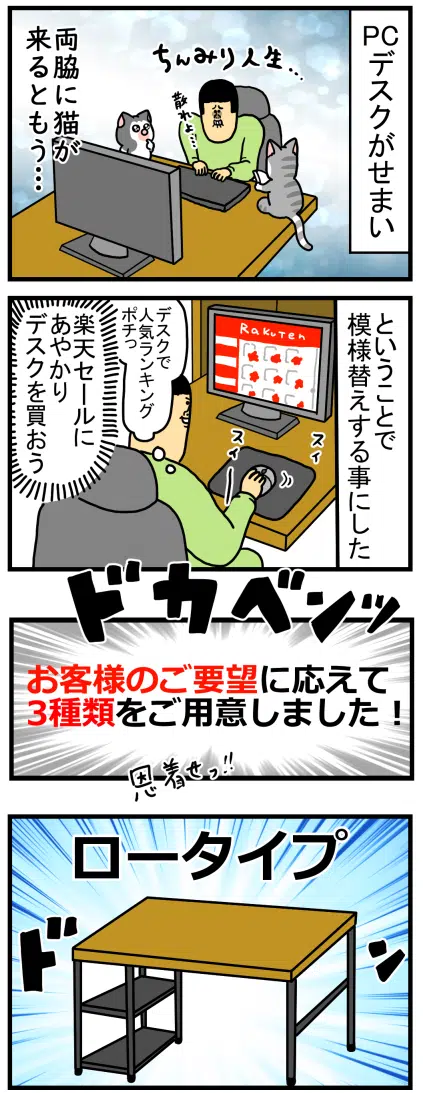 PCデスクがせまい
ちんみり人生…
散れよ…
両脇に猫が
来るともう…
ということで
模様替えする事にした
Rakuten
デスクで
人気ランキング
ポチっ
スイ
スイー
楽天セールに
あやかり
デスクを買おう
ドカベンッ
お客様のご要望に応えて
3種類をご用意しました！
恩着せっ!!
ロータイプ
ドン